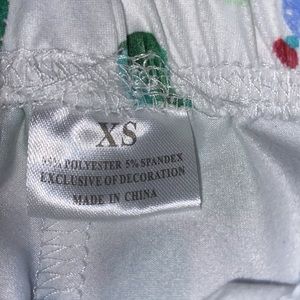 XS
95% POLYESTER 5% SPANDEX
EXCLUSIVE OF DECORATION
MADE IN CHINA